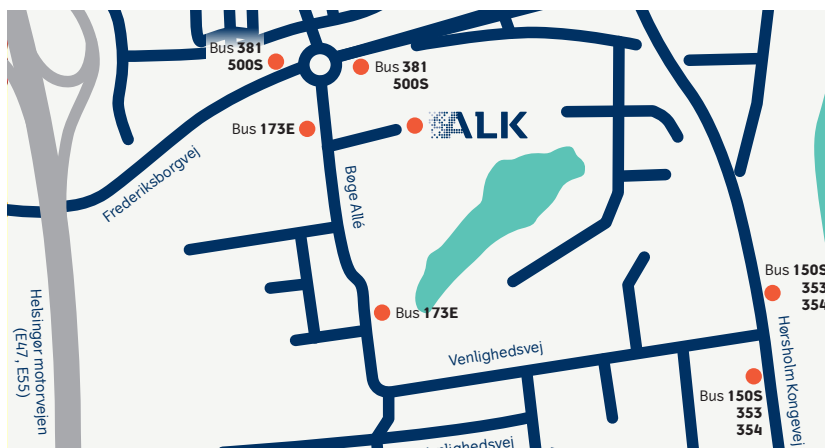 Bus 381
500S
Bus 381
500S
Bus 173E
ALK
Frederiksborgvej
Bøge Allé
Bus 150S
353
354
Helsingør motorvejen
(E47, E55)
Bus 173E
Venlighedsvej
Hørsholm Kongevej
Bus 150S
353
354